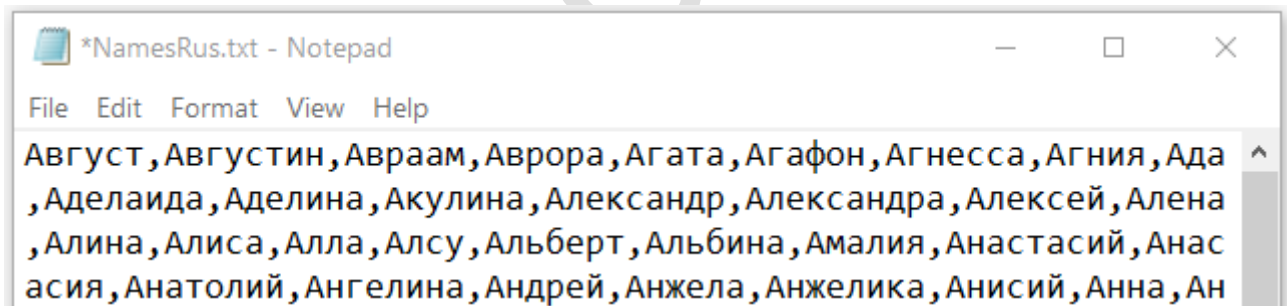 *NamesRus.txt - Notepad
File Edit Format View Help
Август,Августин,Авраам,Аврора,Агата,Агафон,Агнесса,Агния,Ада
,Аделаида,Аделина,Акулина,Александр,Александра,Алексей,Алена
,Алина,Алиса,Алла,Алсу,Альберт,Альбина,Амалия,Анастасий,Анас
асия,Анатолий,Ангелина,Андрей,Анжела,Анжелика,Анисий,Анна,Ан